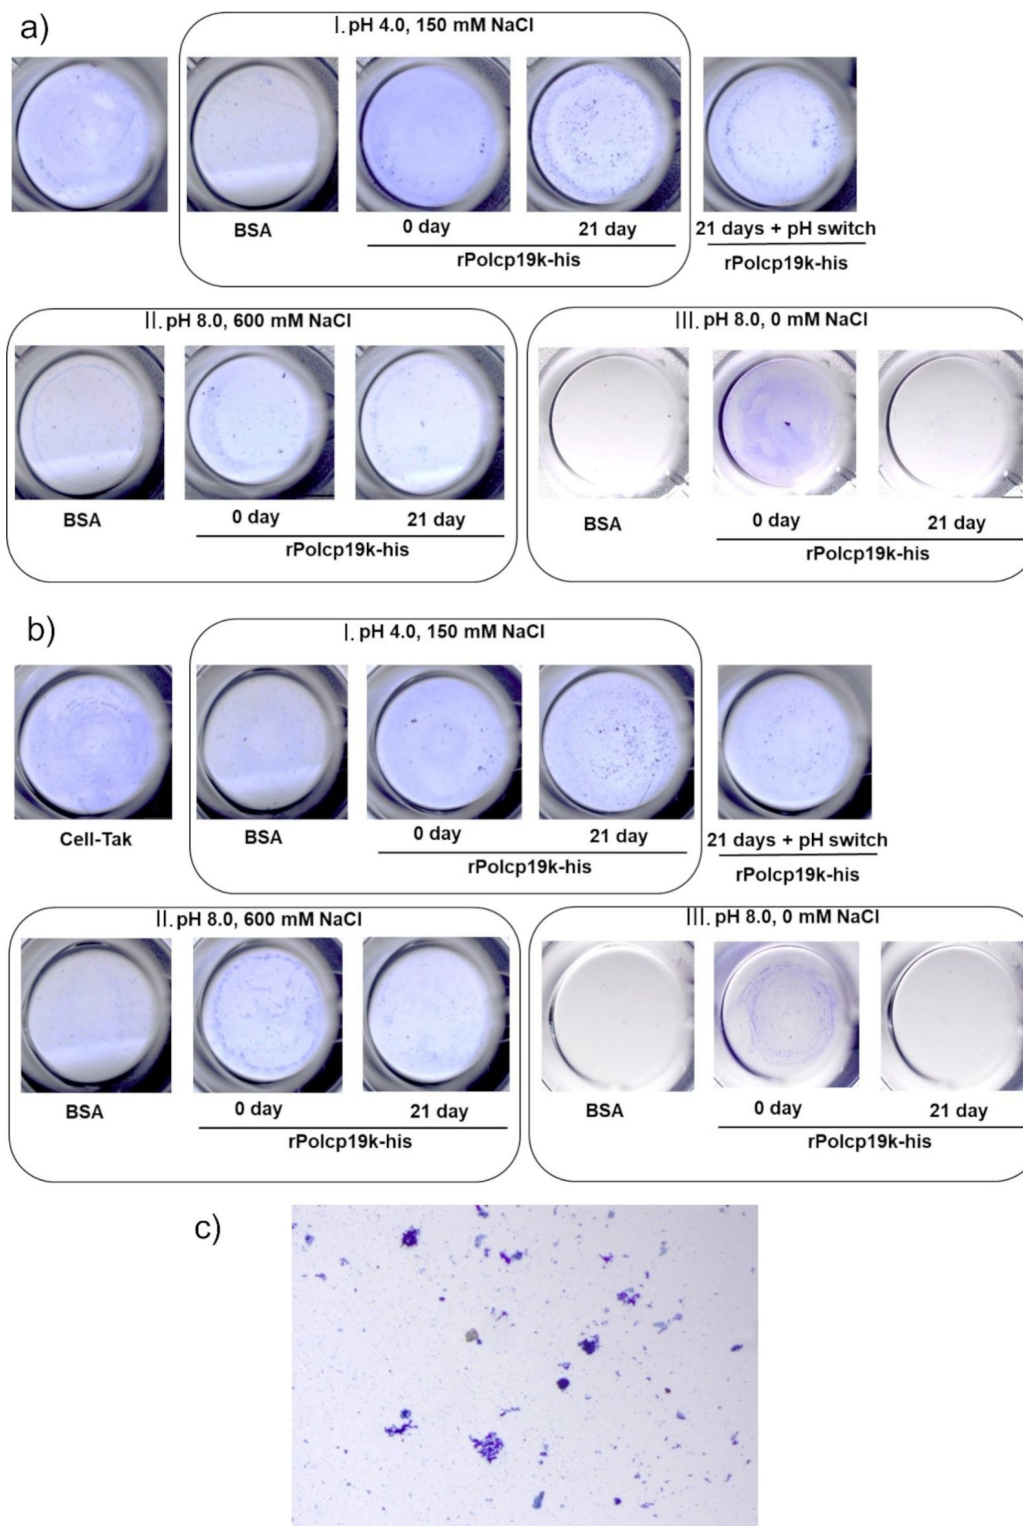 a)
I. pH 4.0, 150 mM NaCl
BSA
0 day
21 day
21 days + pH switch
rPolcp19k-his
rPolcp19k-his
II. pH 8.0, 600 mM NaCl
III. pH 8.0, 0 mM NaCl
BSA
0 day
21 day
rPolcp19k-his
BSA
0 day
21 day
rPolcp19k-his
b)
I. pH 4.0, 150 mM NaCl
Cell-Tak
BSA
0 day
21 day
21 days + pH switch
rPolcp19k-his
rPolcp19k-his
II. pH 8.0, 600 mM NaCl
III. pH 8.0, 0 mM NaCl
BSA
0 day
21 day
rPolcp19k-his
BSA
0 day
21 day
rPolcp19k-his
c)